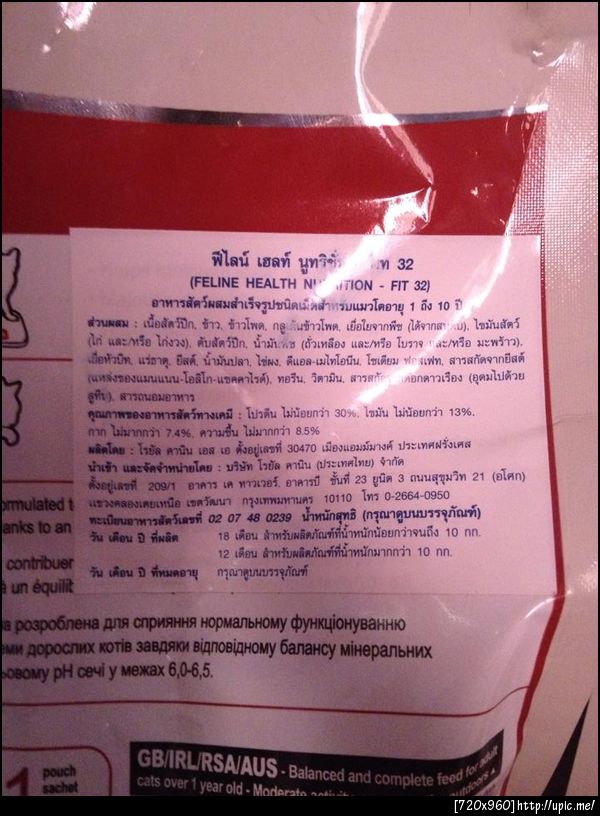 ฟีไลน์ เฮลท์ นูทริชั่น 32
(FELINE HEALTH NUTRITION - FIT 32)
อาหารสัตว์ผสมสำเร็จรูปชนิดเม็ดสำหรับแมวโตอายุ 1 ถึง 10 ปี
ส่วนผสม : เนื้อสัตว์ปีก, ข้าว, ข้าวโพด, กลูเต็นข้าวโพด, เยื่อใยจากพืช (ได้จาก ไขมันสัตว์
(ไก่ และ/หรือ ไก่งวง), ตับสัตว์ปีก, น้ำมันพืช (ถั่วเหลือง และ/หรือ โบราจ และ/หรือ มะพร้าว),
เยื่อหัวบีท, แร่ธาตุ, ยีสต์, น้ำมันปลา, ไข่ผง, ดีแอล-เมไทโอนีน, โซเดียม ฟอสเฟท, สารสกัดจากยีสต์
(แหล่งของแมนแนน-โอลิโก-แซคคาไรด์), ทอรีน, วิตามิน, สารสกัด ดอกดาวเรือง (อุดมไปด้วย
ลูทีน), สารถนอมอาหาร
คุณภาพของอาหารสัตว์ทางเคมี : โปรตีน ไม่น้อยกว่า 30%, ไขมัน ไม่น้อยกว่า 13%,
กาก ไม่มากกว่า 7.4%, ความชื้น ไม่มากกว่า 8.5%
ผลิตโดย : โรยัล คานิน เอส เอ ตั้งอยู่เลขที่ 30470 เมืองแอมมีมางค์ ประเทศฝรั่งเศส
นำเข้า และจัดจำหน่ายโดย : บริษัท โรยัล คานิน (ประเทศไทย) จำกัด
ตั้งอยู่เลขที่ 209/1 อาคาร เค ทาวเวอร์, อาคารบี ชั้นที่ 23 ยูนิต 3 ถนนสุขุมวิท 21 (อโศก)
แขวงคลองเตยเหนือ เขตวัฒนา กรุงเทพมหานคร 10110 โทร 0-2664-0950
ทะเบียนอาหารสัตว์เลขที่ 02 07 48 0239 น้ำหนักสุทธิ (กรุณาดูบนบรรจุภัณฑ์)
วัน เดือน ปี ที่ผลิต 18 เดือน สำหรับผลิตภัณฑ์ที่น้ำหนักน้อยกว่าจนถึง 10 กก.
12 เดือน สำหรับผลิตภัณฑ์ที่น้ำหนักมากกว่า 10 กก.
วัน เดือน ปี ที่หมดอายุ กรุณาดูบนบรรจุภัณฑ์
ormulated t
hanks to an
contribuer
à un équilib
розроблена для сприяння нормальному функціонуванню
еми дорослих котів завдяки відповідному балансу мінеральних
ьовому pH сечі у межах 6,0-6,5.
1 pouch
sachet
GB/IRL/RSA/AUS - Balanced and complete feed for adult
cats over 1 year old - Moderate activity outdoors
[720x960]http://upic.me/